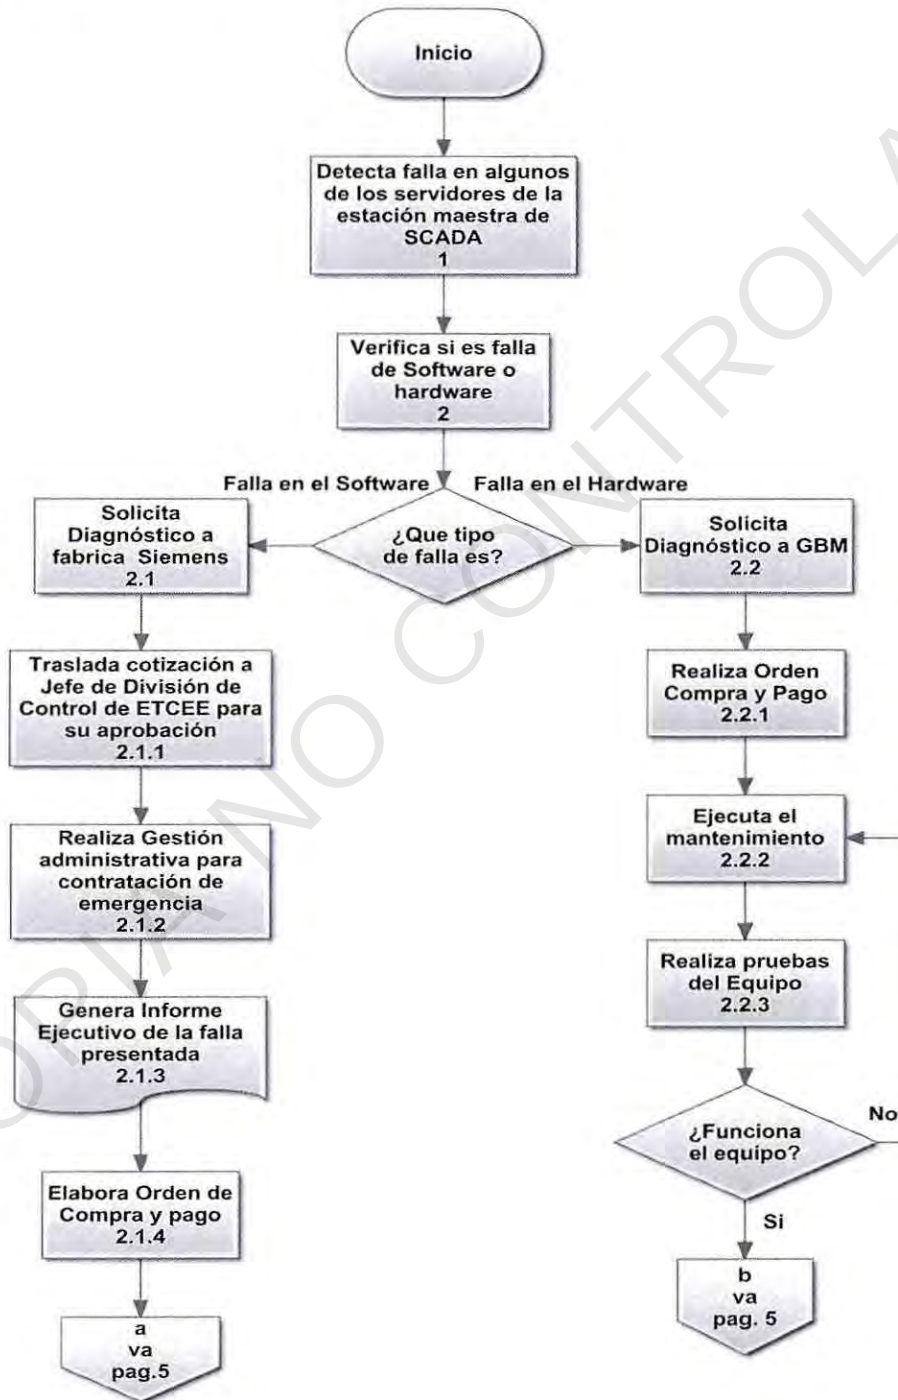 Inicio
Detecta falla en algunos
de los servidores de la
estación maestra de
SCADA
1
Verifica si es falla
de Software o
hardware
2
Falla en el Software
Falla en el Hardware
¿Que tipo
de falla es?
Solicita
Diagnóstico a
fabrica Siemens
2.1
Solicita
Diagnóstico a GBM
2.2
Traslada cotización a
Jefe de División de
Control de ETCEE para
su aprobación
2.1.1
Realiza Orden
Compra y Pago
2.2.1
Realiza Gestión
administrativa para
contratación de
emergencia
2.1.2
Ejecuta el
mantenimiento
2.2.2
Genera Informe
Ejecutivo de la falla
presentada
2.1.3
Realiza pruebas
del Equipo
2.2.3
¿Funciona
el equipo?
No
Si
Elabora Orden de
Compra y pago
2.1.4
a
va
pag.5
b
va
pag. 5
OPIA NO CONTROLA